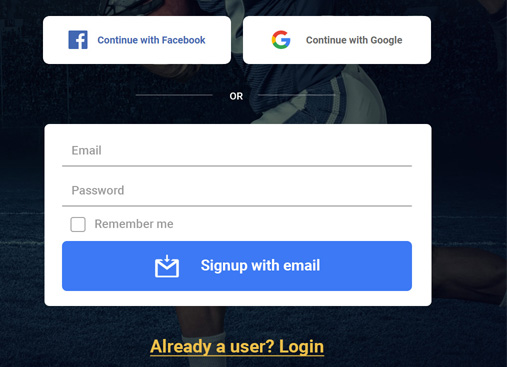 Continue with Facebook
Continue with Google
OR
Email
Password
Remember me
Signup with email
Already a user? Login